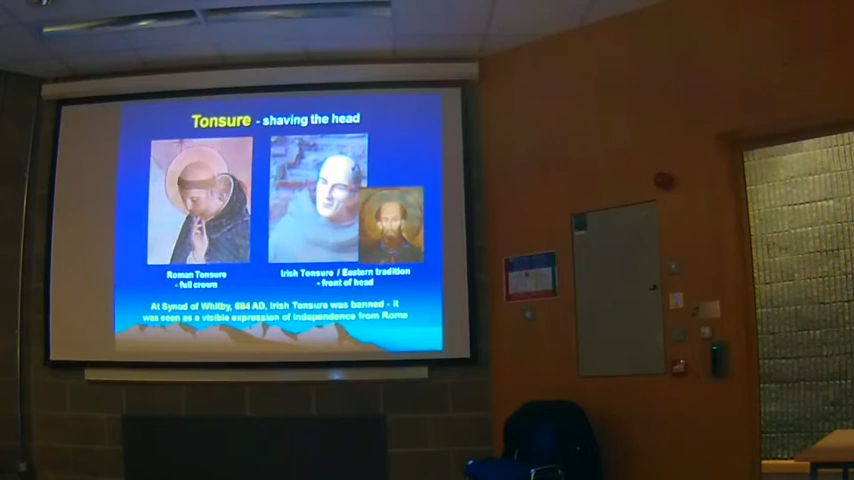 Tonsure - shaving the head
Roman Tonsure
- full crown
Irish Tonsure / Eastern tradition
- front of head
At Synod of Whitby, 664 AD, Irish Tonsure was banned - it
was seen as a visible expression of independence from Rome